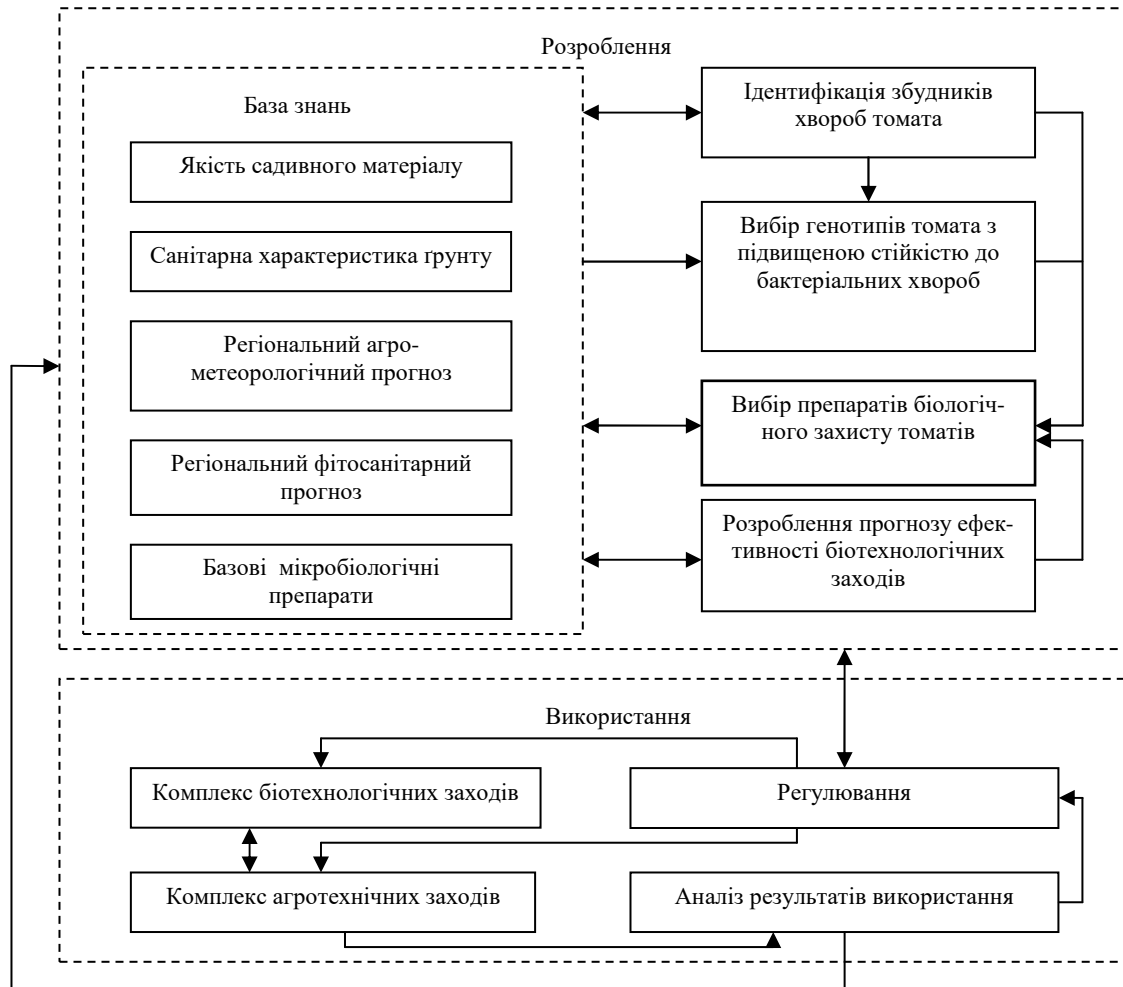 Розроблення
База знань
Якість садивного матеріалу
Санітарна характеристика ґрунту
Регіональний агро-
метеорологічний прогноз
Регіональний фітосанітарний
прогноз
Базові мікробіологічні
препарати
Ідентифікація збудників
хвороб томата
Вибір генотипів томата з
підвищеною стійкістю до
бактеріальних хвороб
Вибір препаратів біологіч-
ного захисту томатів
Розроблення прогнозу ефек-
тивності біотехнологічних
заходів
Використання
Комплекс біотехнологічних заходів
Регулювання
Комплекс агротехнічних заходів
Аналіз результатів використання